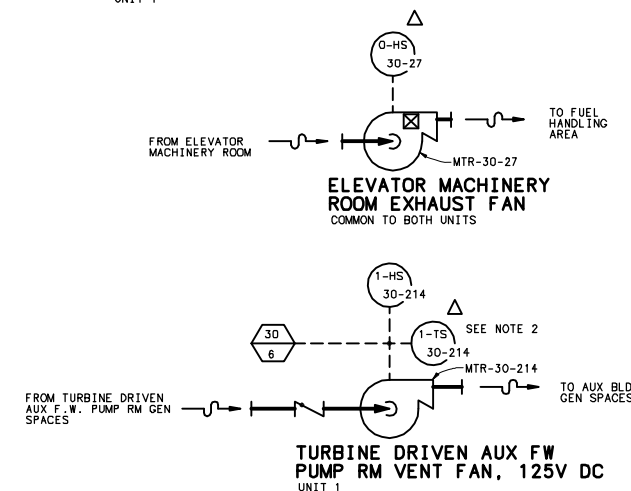 UNIT 1
0-HS
30-27
FROM ELEVATOR
MACHINERY ROOM
TO FUEL
HANDLING
AREA
MTR-30-27
ELEVATOR MACHINERY
ROOM EXHAUST FAN
COMMON TO BOTH UNITS
1-HS
30-214
30
6
1-TS
30-214
SEE NOTE 2
MTR-30-214
FROM TURBINE DRIVEN
AUX F.W. PUMP RM GEN
SPACES
TO AUX BLD
GEN SPACES
TURBINE DRIVEN AUX FW
PUMP RM VENT FAN, 125V DC
UNIT 1